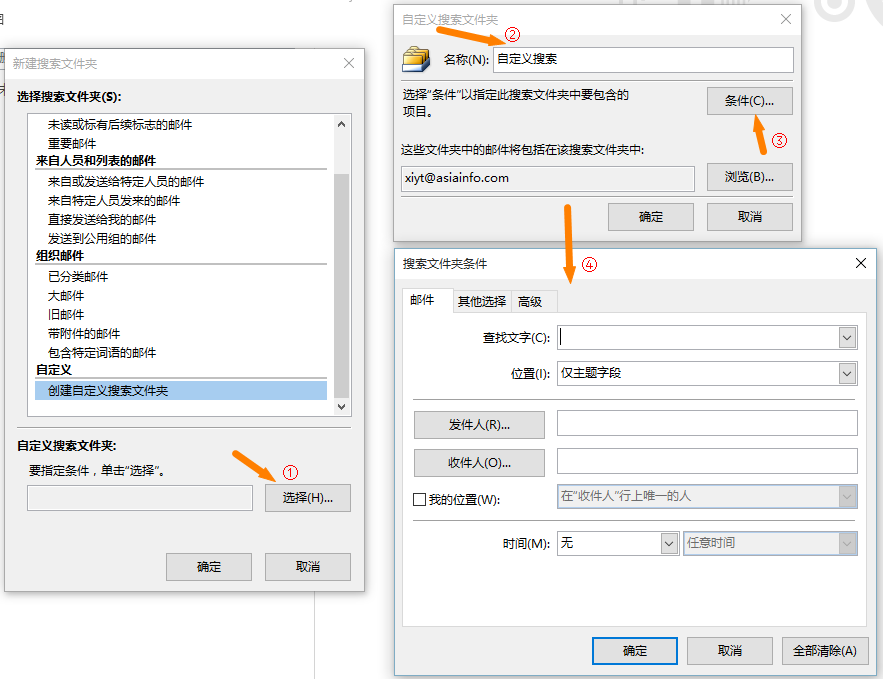 新建搜索文件夹
选择搜索文件夹(S):
未读或标有后续标志的邮件
重要邮件
来自人员和列表的邮件
来自或发送给特定人员的邮件
来自特定人员发来的邮件
直接发送给我的邮件
发送到公用组的邮件
组织邮件
已分类邮件
大邮件
旧邮件
带附件的邮件
包含特定词语的邮件
自定义
创建自定义搜索文件夹
自定义搜索文件夹:
要指定条件，单击“选择”。
①
选择(H)...
确定
取消
自定义搜索文件夹
②
名称(N):
自定义搜索
选择“条件”以指定此搜索文件夹中要包含的
项目。
条件(C)...
③
这些文件夹中的邮件将包括在该搜索文件夹中:
xiyt@asiainfo.com
浏览(B)...
确定
取消
④
搜索文件夹条件
邮件
其他选择
高级
查找文字(C):
位置(I):
仅主题字段
发件人(R)...
收件人(O)...
我的位置(W):
在“收件人”行上唯一的人
时间(M):
无
任意时间
确定
取消
全部清除(A)